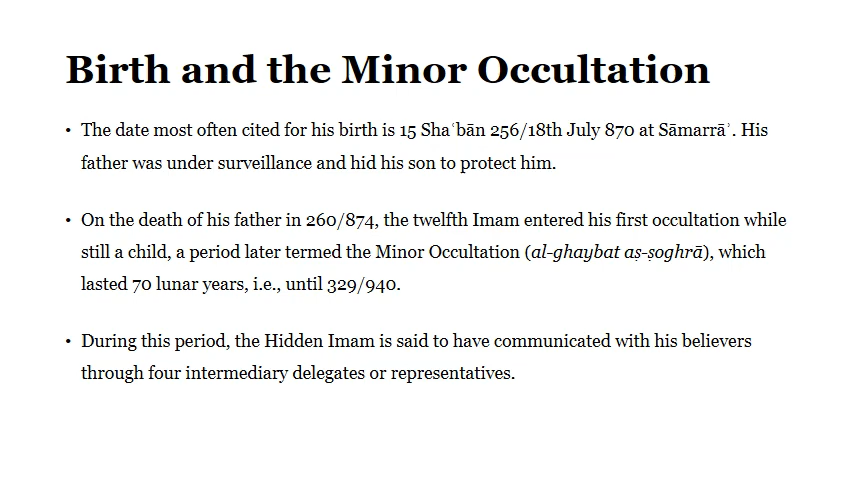 Birth and the Minor Occultation
• The date most often cited for his birth is 15 Shaʿbān 256/18th July 870 at Sāmarrāʾ. His
father was under surveillance and hid his son to protect him.
• On the death of his father in 260/874, the twelfth Imam entered his first occultation while
still a child, a period later termed the Minor Occultation (al-ghaybat aṣ-ṣoghrā), which
lasted 70 lunar years, i.e., until 329/940.
• During this period, the Hidden Imam is said to have communicated with his believers
through four intermediary delegates or representatives.